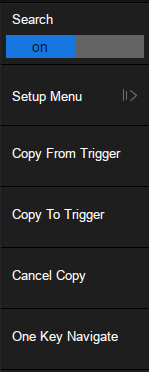 Search
on
Setup Menu
Copy From Trigger
Copy To Trigger
Cancel Copy
One Key Navigate